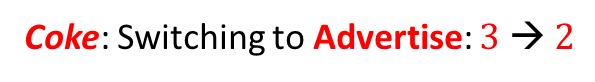 Coke: Switching to Advertise: 3 → 2